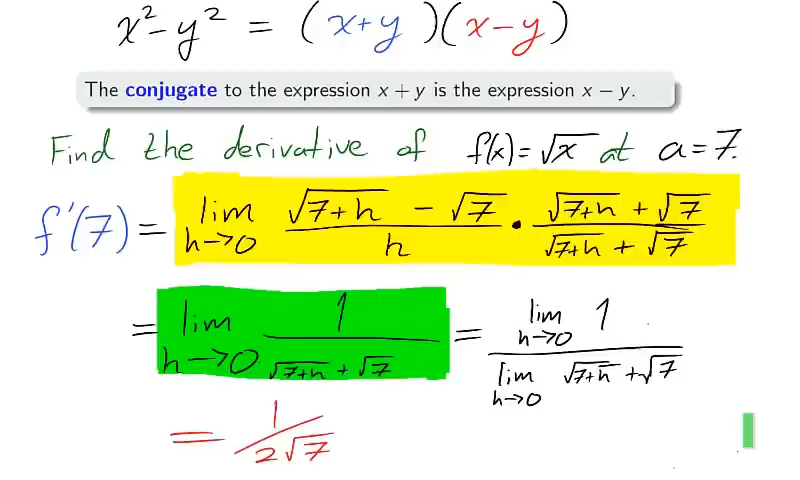 x² - y² = (x+y)(x-y)
The conjugate to the expression x + y is the expression x − y.
Find the derivative of f(x) = √x at a = 7.
f'(7) = lim h→0 (√7+h - √7)/h • (√7+h + √7)/(√7+h + √7)
= lim h→0 1/(√7+h + √7) = (lim h→0 1)/(lim h→0 √7+h + √7)
= 1/2√7